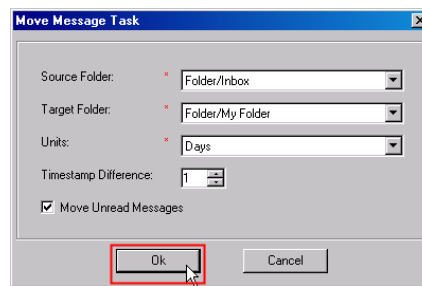 Move Message Task
Source Folder: * Folder/Inbox
Target Folder: * Folder/My Folder
Units: * Days
Timestamp Difference: 1
Move Unread Messages
Ok Cancel